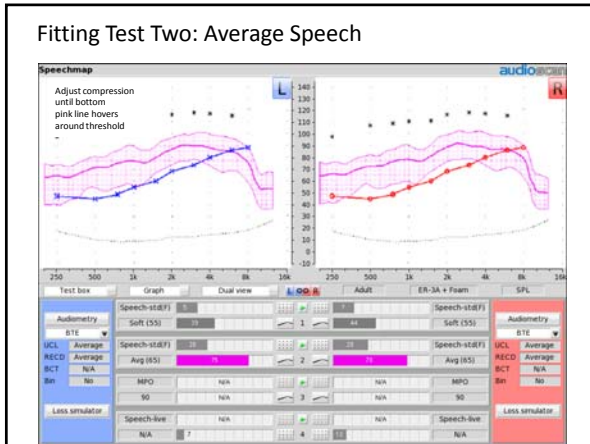 Fitting Test Two: Average Speech
Speechmap
audioscan
Adjust compression
until bottom
pink line hovers
around threshold
L
R
140
130
120
110
100
90
80
70
60
50
40
30
20
10
0
-10
250 500 1k 2k 4k 8k 16k
250 500 1k 2k 4k 8k 16k
Test box Graph Dual view L R Adult ER-3A + Foam SPL
Audiometry
BTE
UCL Average
RECD Average
BCT N/A
Bin No
Loss simulator
Speech-std(F) 5 Speech-std(F)
Soft (55) 1 44 Soft (55)
Speech-std(F) Speech-std(F)
Avg (65) 75 2 Avg (65)
MPO N/A N/A MPO
90 3 90
Speech-live N/A N/A Speech-live
N/A 7 4 N/A
Audiometry
BTE
UCL Average
RECD Average
BCT N/A
Bin No
Loss simulator